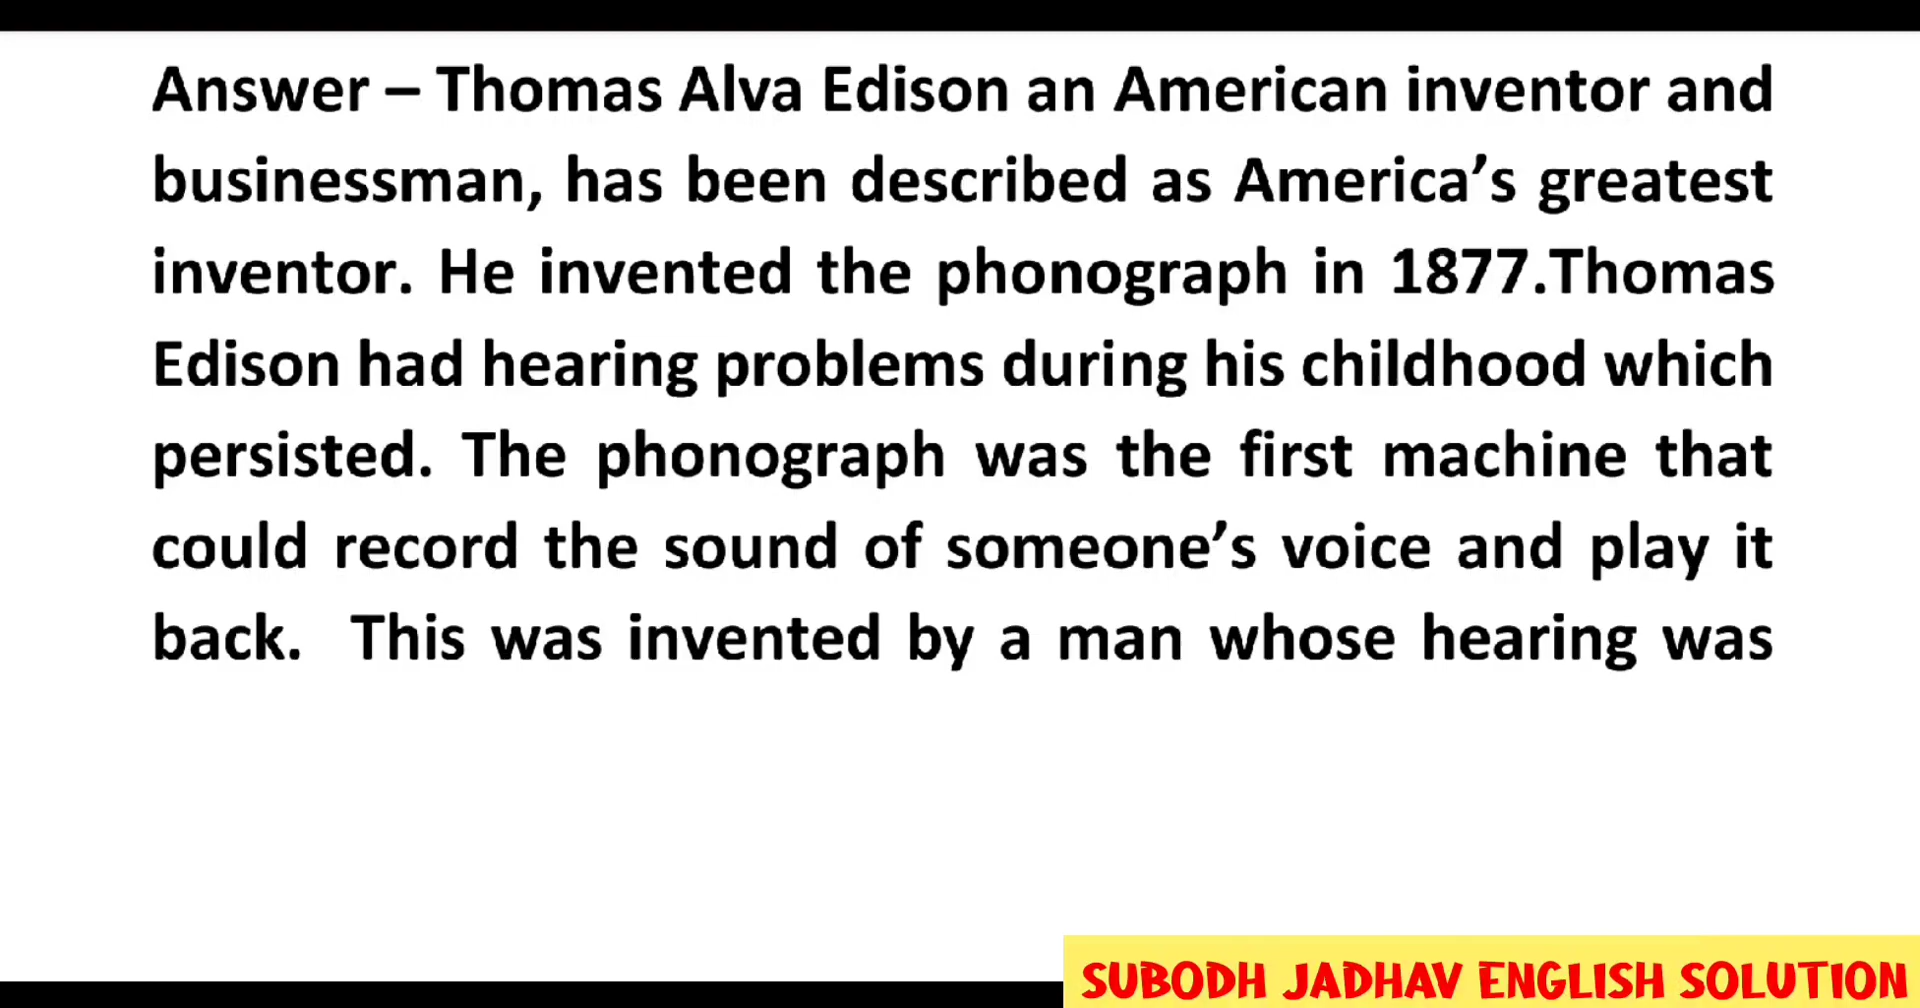 Answer – Thomas Alva Edison an American inventor and
businessman, has been described as America’s greatest
inventor. He invented the phonograph in 1877.Thomas
Edison had hearing problems during his childhood which
persisted. The phonograph was the first machine that
could record the sound of someone’s voice and play it
back.  This was invented by a man whose hearing was
SUBODH JADHAV ENGLISH SOLUTION